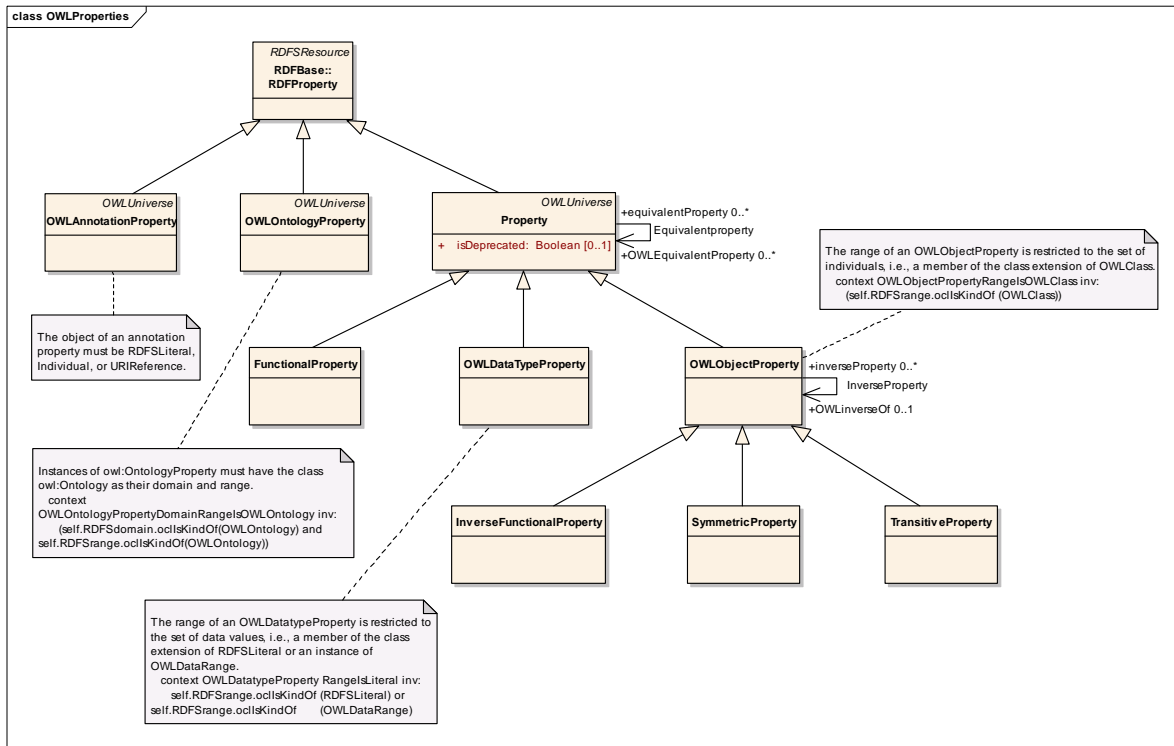 class OWLProperties
RDFSResource
RDFBase::
RDFProperty
OWLUniverse
OWLAnnotationProperty
OWLUniverse
OWLOntologyProperty
OWLUniverse
Property
+ isDeprecated: Boolean [0..1]
+equivalentProperty 0..*
Equivalentproperty
+OWLEquivalentProperty 0..*
The range of an OWLObjectProperty is restricted to the set of
individuals, i.e., a member of the class extension of OWLClass.
context OWLObjectPropertyRangeIsOWLClass inv:
(self.RDFSrange.oclIsKindOf (OWLClass))
The object of an annotation
property must be RDFSLiteral,
Individual, or URIReference.
FunctionalProperty
OWLDataTypeProperty
OWLObjectProperty
+inverseProperty 0..*
InverseProperty
+OWLinverseOf 0..1
Instances of owl:OntologyProperty must have the class
owl:Ontology as their domain and range.
context
OWLOntologyPropertyDomainRangeIsOWLOntology inv:
(self.RDFSdomain.oclIsKindOf(OWLOntology) and
self.RDFSrange.oclIsKindOf(OWLOntology))
InverseFunctionalProperty
SymmetricProperty
TransitiveProperty
The range of an OWLDatatypeProperty is restricted to
the set of data values, i.e., a member of the class
extension of RDFSLiteral or an instance of
OWLDataRange.
context OWLDatatypeProperty RangeIsLiteral inv:
self.RDFSrange.oclIsKindOf (RDFSLiteral) or
self.RDFSrange.oclIsKindOf (OWLDataRange)